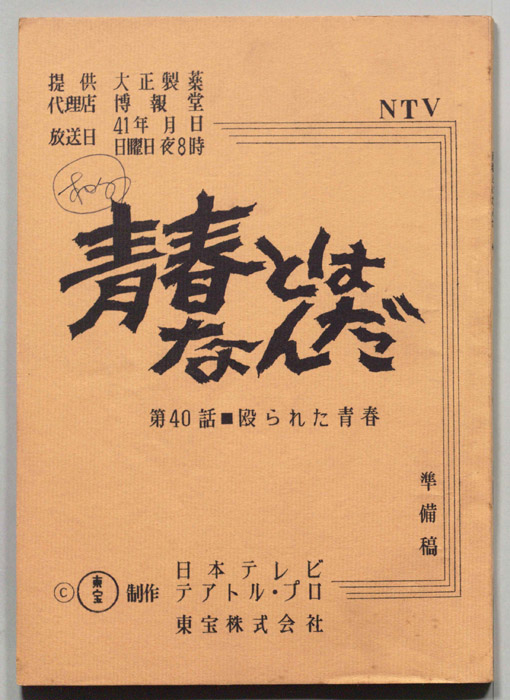 提供 大正製薬
代理店 博報堂
放送日 41年 月 日
日曜日 夜8時
NTV
青春とは
なんだ
第40話■殴られた青春
準備稿
日本テレビ
Ⓒ 東宝 制作 テアトル・プロ
東宝株式会社